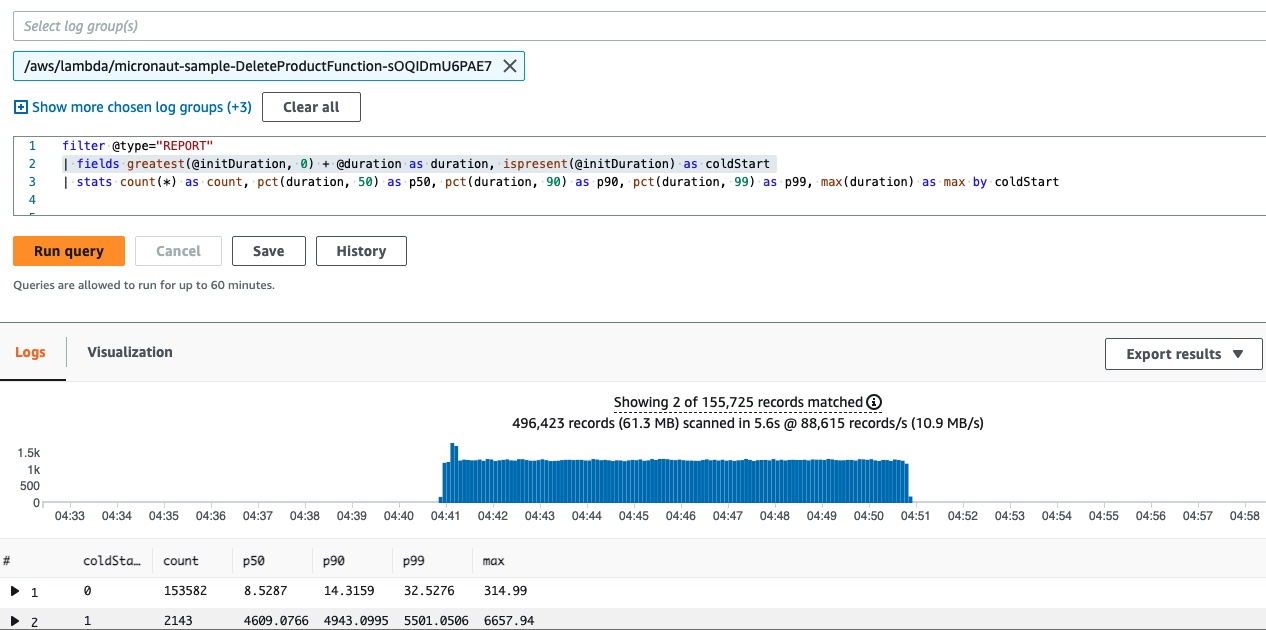 Select log group(s)
/aws/lambda/micronaut-sample-DeleteProductFunction-sOQIDmU6PAE7
Show more chosen log groups (+3) Clear all
1 filter @type="REPORT"
2 | fields greatest(@initDuration, 0) + @duration as duration, ispresent(@initDuration) as coldStart
3 | stats count(*) as count, pct(duration, 50) as p50, pct(duration, 90) as p90, pct(duration, 99) as p99, max(duration) as max by coldStart
4
Run query Cancel Save History
Queries are allowed to run for up to 60 minutes.
Logs Visualization Export results
Showing 2 of 155,725 records matched
496,423 records (61.3 MB) scanned in 5.6s @ 88,615 records/s (10.9 MB/s)
1.5k
1k
500
0
04:33 04:34 04:35 04:36 04:37 04:38 04:39 04:40 04:41 04:42 04:43 04:44 04:45 04:46 04:47 04:48 04:49 04:50 04:51 04:52 04:53 04:54 04:55 04:56 04:57 04:58
# coldSta... count p50 p90 p99 max
1 0 153582 8.5287 14.3159 32.5276 314.99
2 1 2143 4609.0766 4943.0995 5501.0506 6657.94